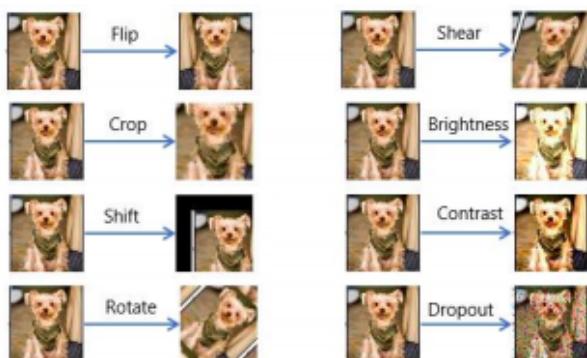 Flip
Shear
Crop
Brightness
Shift
Contrast
Rotate
Dropout